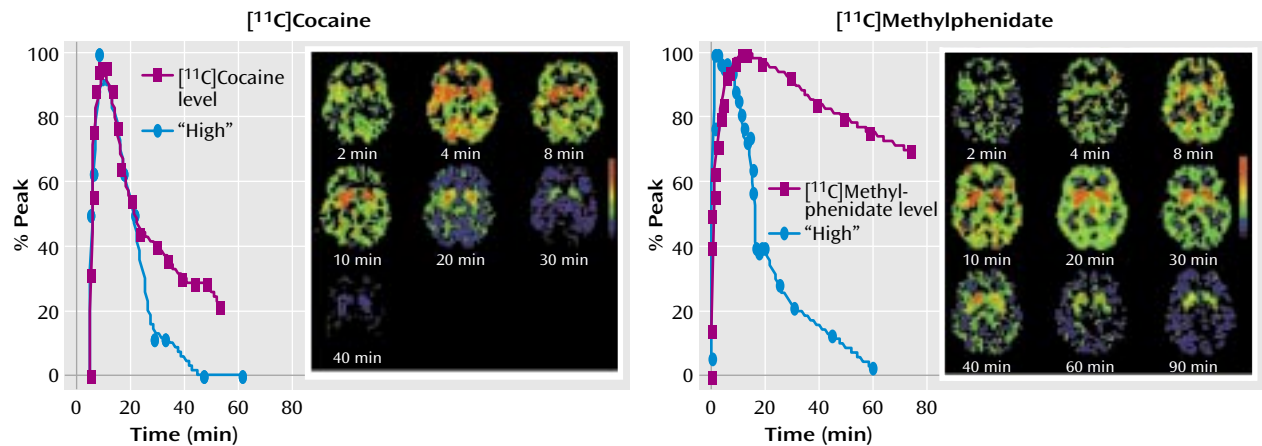 [¹¹C]Cocaine
100
80
60
40
20
0
% Peak
0 20 40 60 80
Time (min)
[¹¹C]Cocaine
level
“High”
2 min 4 min 8 min
10 min 20 min 30 min
40 min
[¹¹C]Methylphenidate
100
80
60
40
20
0
% Peak
0 20 40 60 80
Time (min)
[¹¹C]Methyl-
phenidate level
“High”
2 min 4 min 8 min
10 min 20 min 30 min
40 min 60 min 90 min